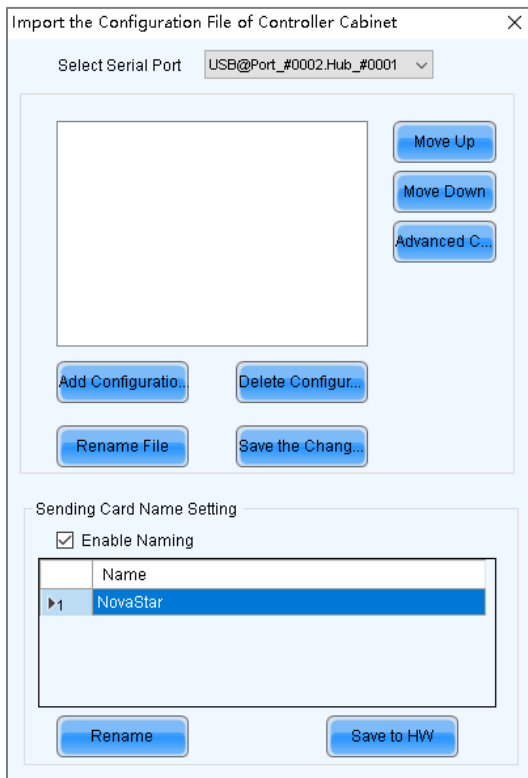 Import the Configuration File of Controller Cabinet
Select Serial Port USB@Port_#0002.Hub_#0001
Move Up
Move Down
Advanced C...
Add Configuratio... Delete Configur...
Rename File Save the Chang...
Sending Card Name Setting
Enable Naming
Name
1 NovaStar
Rename Save to HW